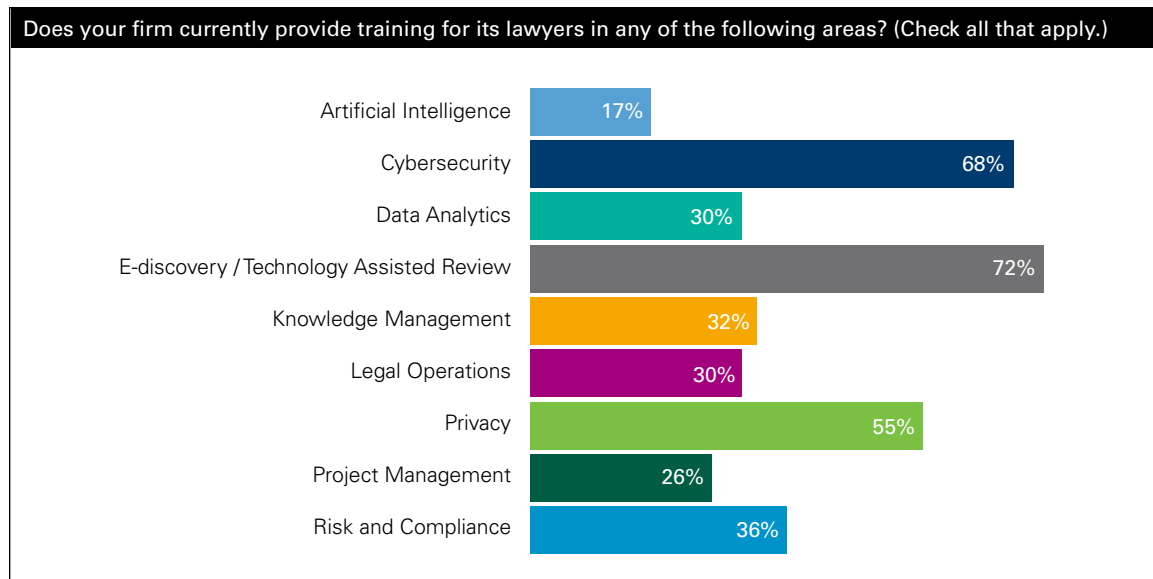 Does your firm currently provide training for its lawyers in any of the following areas? (Check all that apply.)
Artificial Intelligence 17%
Cybersecurity 68%
Data Analytics 30%
E-discovery / Technology Assisted Review 72%
Knowledge Management 32%
Legal Operations 30%
Privacy 55%
Project Management 26%
Risk and Compliance 36%